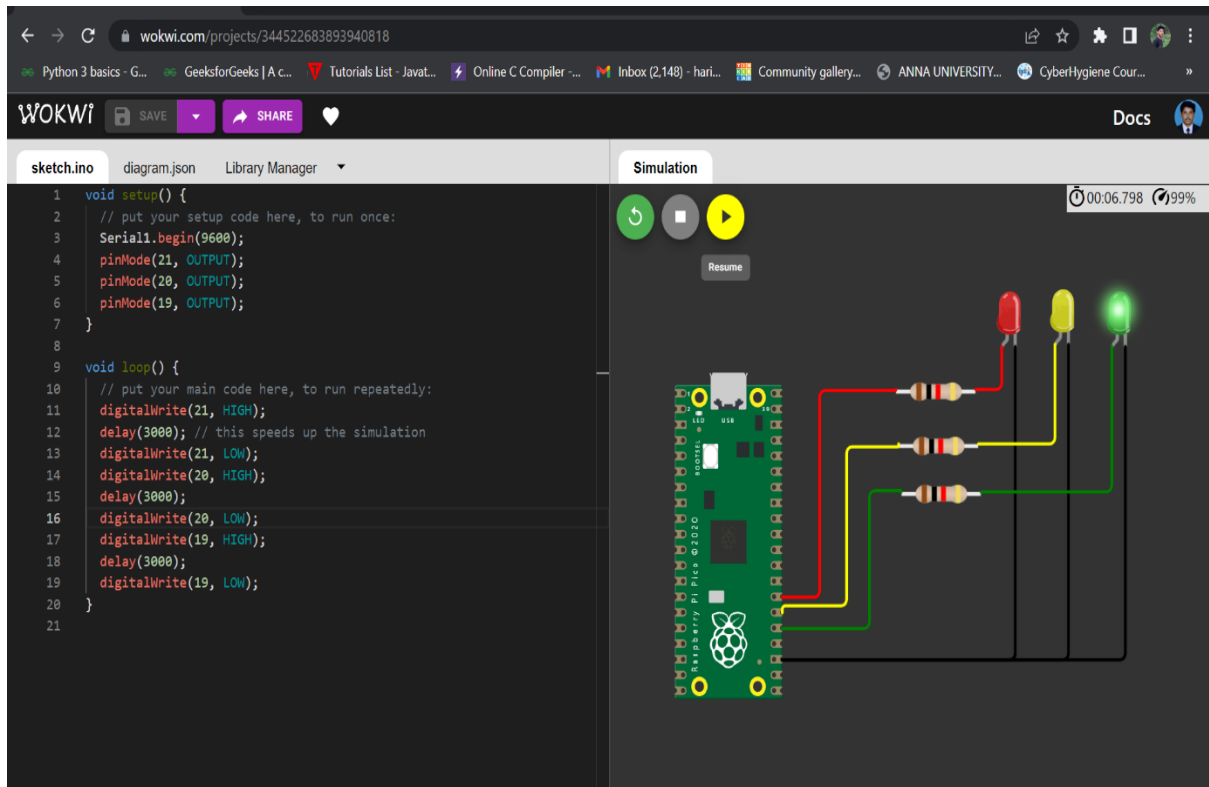 wokwi.com/projects/344522683893940818
Python 3 basics - G... GeeksforGeeks | A c... Tutorials List - Javat... Online C Compiler -... Inbox (2,148) - hari... Community gallery... ANNA UNIVERSITY... CyberHygiene Cour... »
WOKWI SAVE SHARE Docs
sketch.ino diagram.json Library Manager
Simulation
1 void setup() {
2 // put your setup code here, to run once:
3 Serial1.begin(9600);
4 pinMode(21, OUTPUT);
5 pinMode(20, OUTPUT);
6 pinMode(19, OUTPUT);
7 }
8
9 void loop() {
10 // put your main code here, to run repeatedly:
11 digitalWrite(21, HIGH);
12 delay(3000); // this speeds up the simulation
13 digitalWrite(21, LOW);
14 digitalWrite(20, HIGH);
15 delay(3000);
16 digitalWrite(20, LOW);
17 digitalWrite(19, HIGH);
18 delay(3000);
19 digitalWrite(19, LOW);
20 }
21
00:06.798 99%
Resume
LED USB
BOOTSEL
Raspberry Pi Pico ©2020